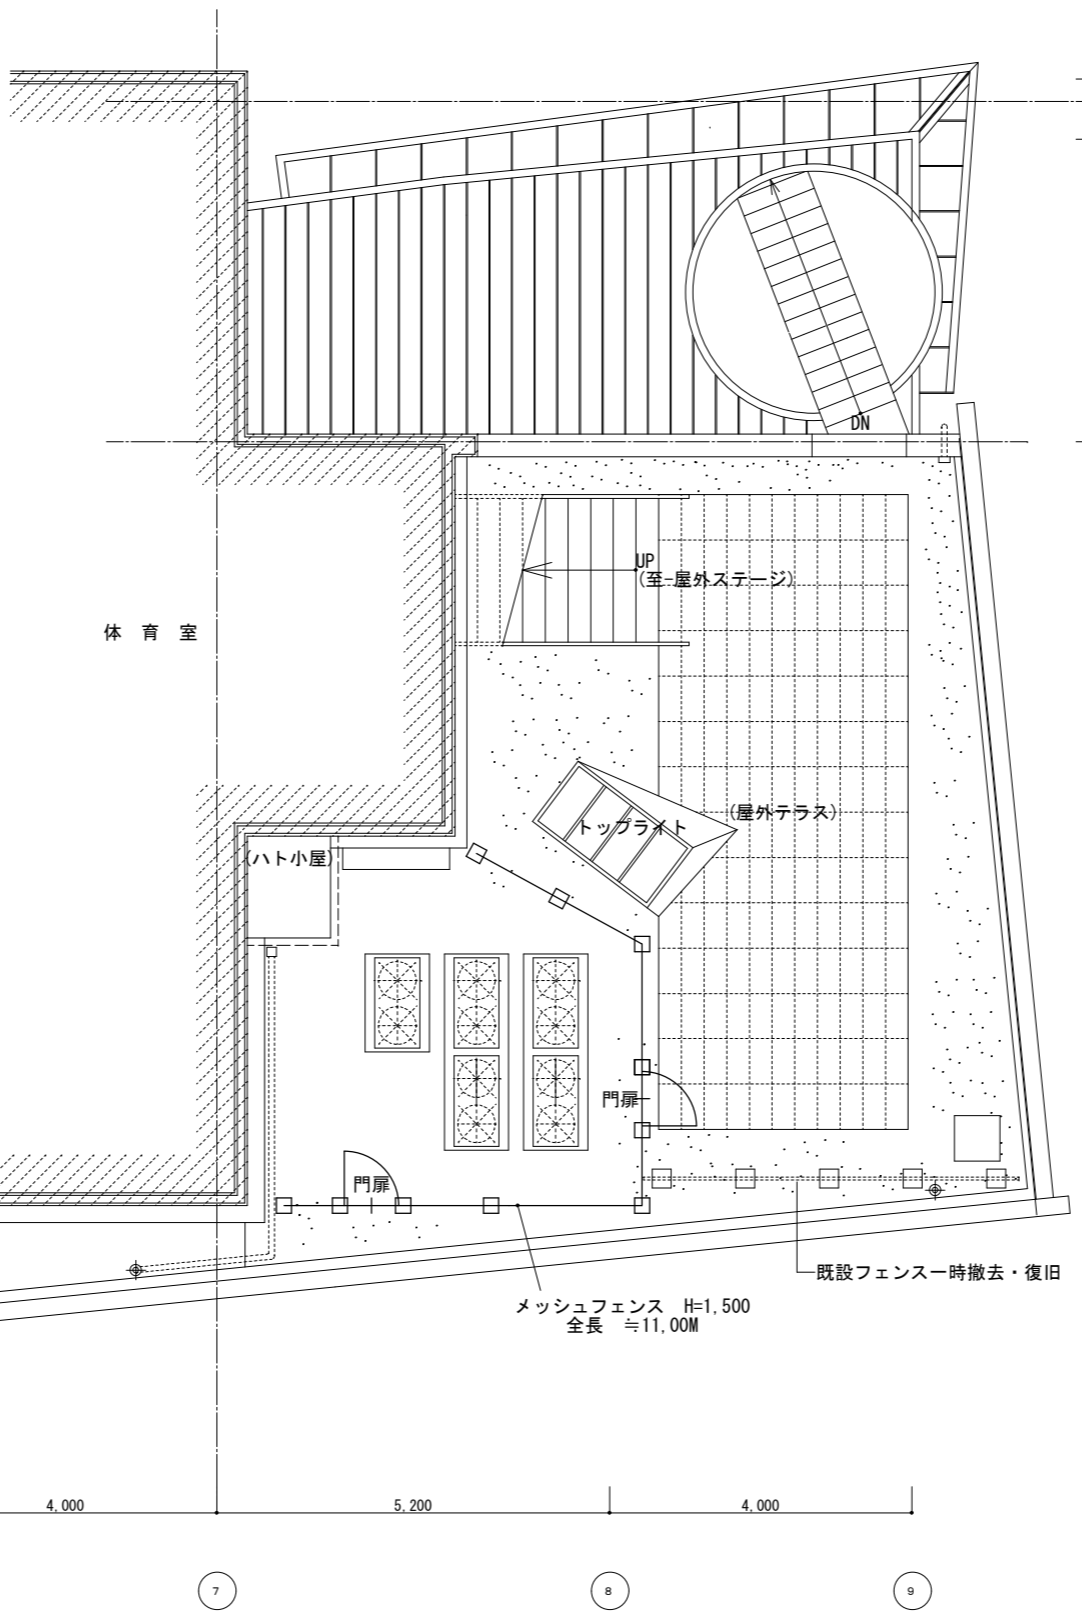 DN
UP
(至-屋外ステージ)
体 育 室
(屋外テラス)
トップライト
(ハト小屋)
門扉
門扉
既設フェンス一時撤去・復旧
メッシュフェンス H=1,500
全長 ≒11,00M
4,000
5,200
4,000
7
8
9